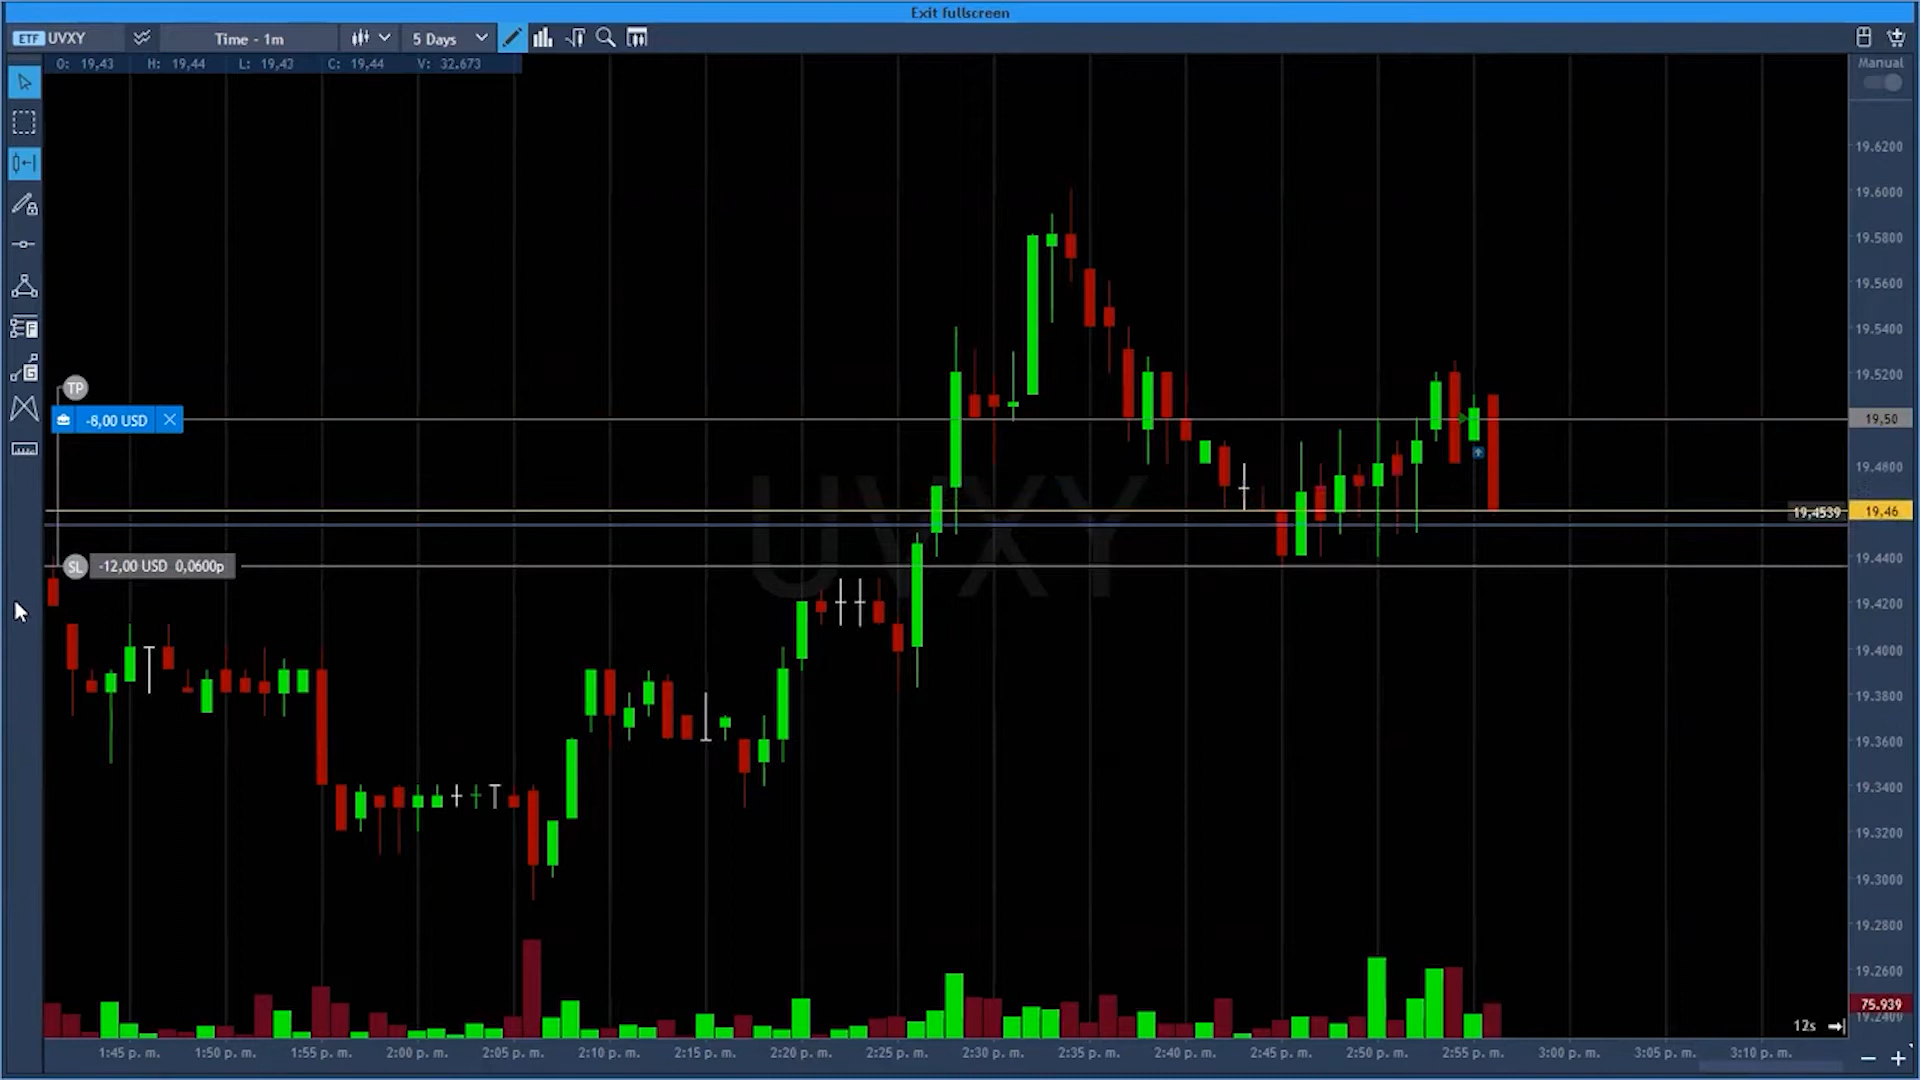 Exit fullscreen
ETF UVXY Time - 1m 5 Days
O: 19,43 H: 19,44 L: 19,43 C: 19,44 V: 32.673
Manual
19.6200
19.6000
19.5800
19.5600
19.5400
19.5200
TP
-8,00 USD
19,50
19.4800
UVXY
19,4539 19,46
19.4400
SL -12,00 USD 0,0600p
19.4200
19.4000
19.3800
19.3600
19.3400
19.3200
19.3000
19.2800
19.2600
75.939
19.2400
12s
1:45 p. m. 1:50 p. m. 1:55 p. m. 2:00 p. m. 2:05 p. m. 2:10 p. m. 2:15 p. m. 2:20 p. m. 2:25 p. m. 2:30 p. m. 2:35 p. m. 2:40 p. m. 2:45 p. m. 2:50 p. m. 2:55 p. m. 3:00 p. m. 3:05 p. m. 3:10 p. m.